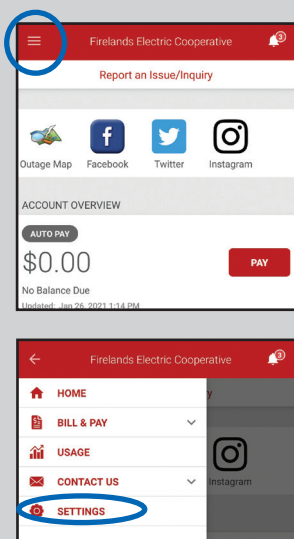 Firelands Electric Cooperative 3
Report an Issue/Inquiry
Outage Map Facebook Twitter Instagram
ACCOUNT OVERVIEW
AUTO PAY
$0.00 PAY
No Balance Due
Updated: Jan 26, 2021 1:14 PM
Firelands Electric Cooperative 3
HOME y
BILL & PAY
USAGE
CONTACT US Instagram
SETTINGS